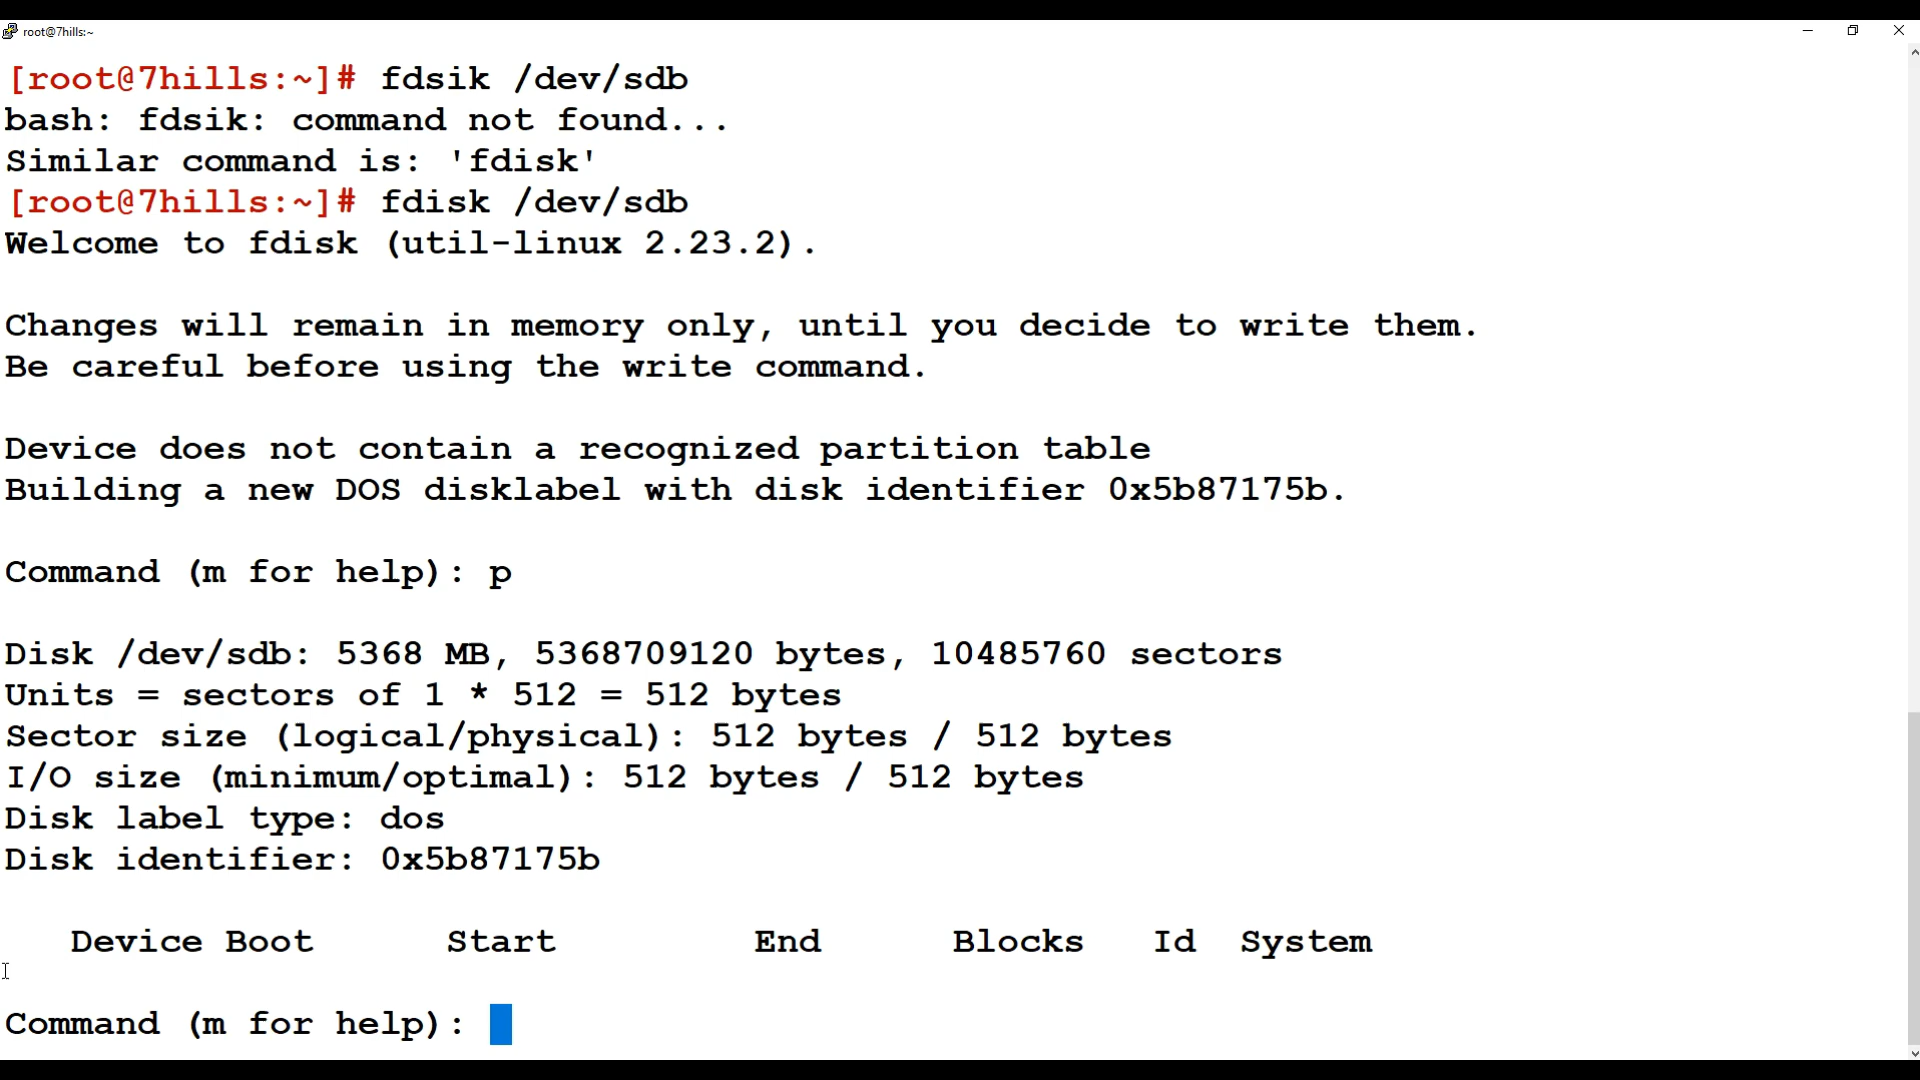 root@7hills:~
[root@7hills:~]# fdsik /dev/sdb
bash: fdsik: command not found...
Similar command is: 'fdisk'
[root@7hills:~]# fdisk /dev/sdb
Welcome to fdisk (util-linux 2.23.2).
Changes will remain in memory only, until you decide to write them.
Be careful before using the write command.
Device does not contain a recognized partition table
Building a new DOS disklabel with disk identifier 0x5b87175b.
Command (m for help): p
Disk /dev/sdb: 5368 MB, 5368709120 bytes, 10485760 sectors
Units = sectors of 1 * 512 = 512 bytes
Sector size (logical/physical): 512 bytes / 512 bytes
I/O size (minimum/optimal): 512 bytes / 512 bytes
Disk label type: dos
Disk identifier: 0x5b87175b
Device Boot Start End Blocks Id System
Command (m for help):